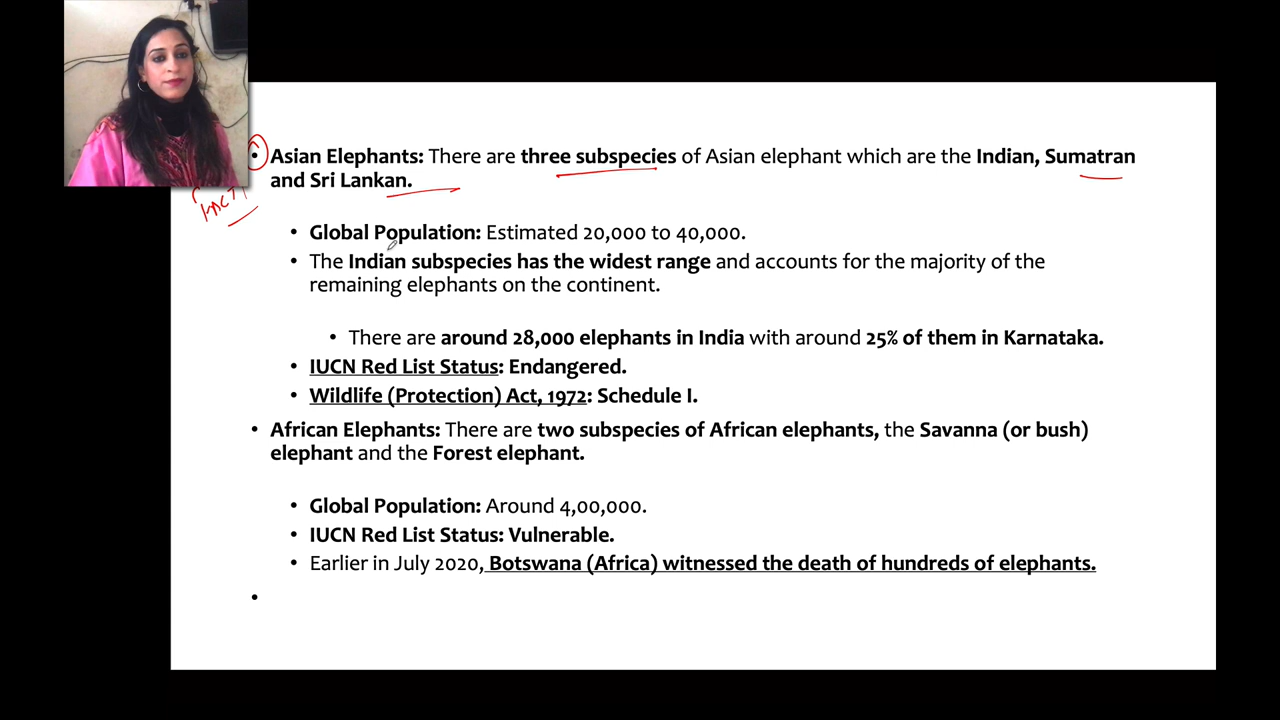 • Asian Elephants: There are three subspecies of Asian elephant which are the Indian, Sumatran
and Sri Lankan.
FACT
• Global Population: Estimated 20,000 to 40,000.
• The Indian subspecies has the widest range and accounts for the majority of the
remaining elephants on the continent.
• There are around 28,000 elephants in India with around 25% of them in Karnataka.
• IUCN Red List Status: Endangered.
• Wildlife (Protection) Act, 1972: Schedule I.
• African Elephants: There are two subspecies of African elephants, the Savanna (or bush)
elephant and the Forest elephant.
• Global Population: Around 4,00,000.
• IUCN Red List Status: Vulnerable.
• Earlier in July 2020, Botswana (Africa) witnessed the death of hundreds of elephants.
•